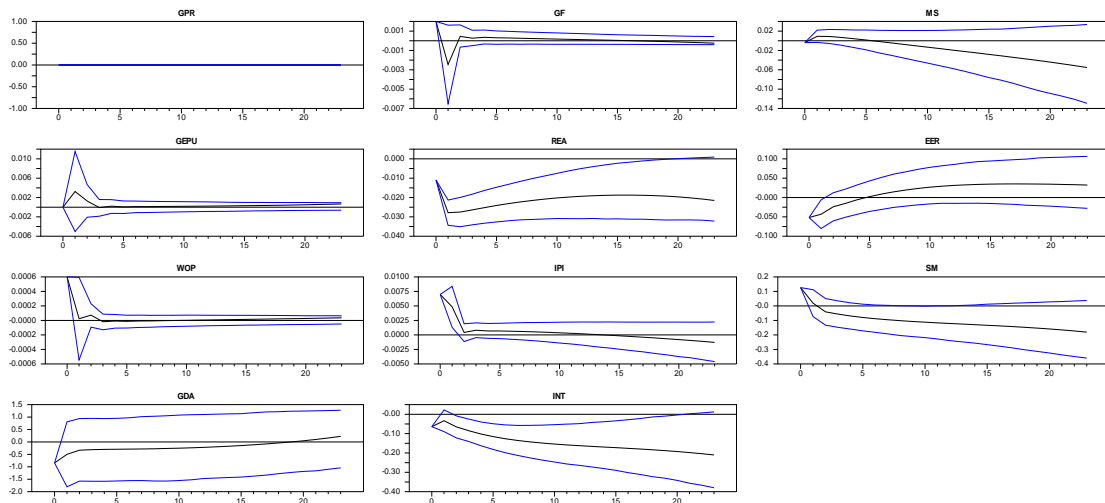 GPR
1.00
0.50
0.00
-0.50
-1.00
0 5 10 15 20
GF
0.001
-0.001
-0.003
-0.005
-0.007
0 5 10 15 20
MS
0.02
0.02
-0.06
-0.10
-0.14
0 5 10 15 20
GEPU
0.010
0.006
0.002
-0.002
-0.006
0 5 10 15 20
REA
0.000
-0.010
-0.020
-0.030
-0.040
0 5 10 15 20
EER
0.100
0.050
-0.000
-0.050
-0.100
0 5 10 15 20
WOP
0.0006
0.0004
0.0002
-0.0000
-0.0002
-0.0004
-0.0006
0 5 10 15 20
IPI
0.0100
0.0075
0.0050
0.0025
0.0000
-0.0025
-0.0050
0 5 10 15 20
SM
0.2
0.1
-0.0
-0.1
-0.2
-0.3
-0.4
0 5 10 15 20
GDA
1.5
1.0
0.5
0.0
-0.5
-1.0
-1.5
-2.0
0 5 10 15 20
INT
-0.00
-0.10
-0.20
-0.30
-0.40
0 5 10 15 20